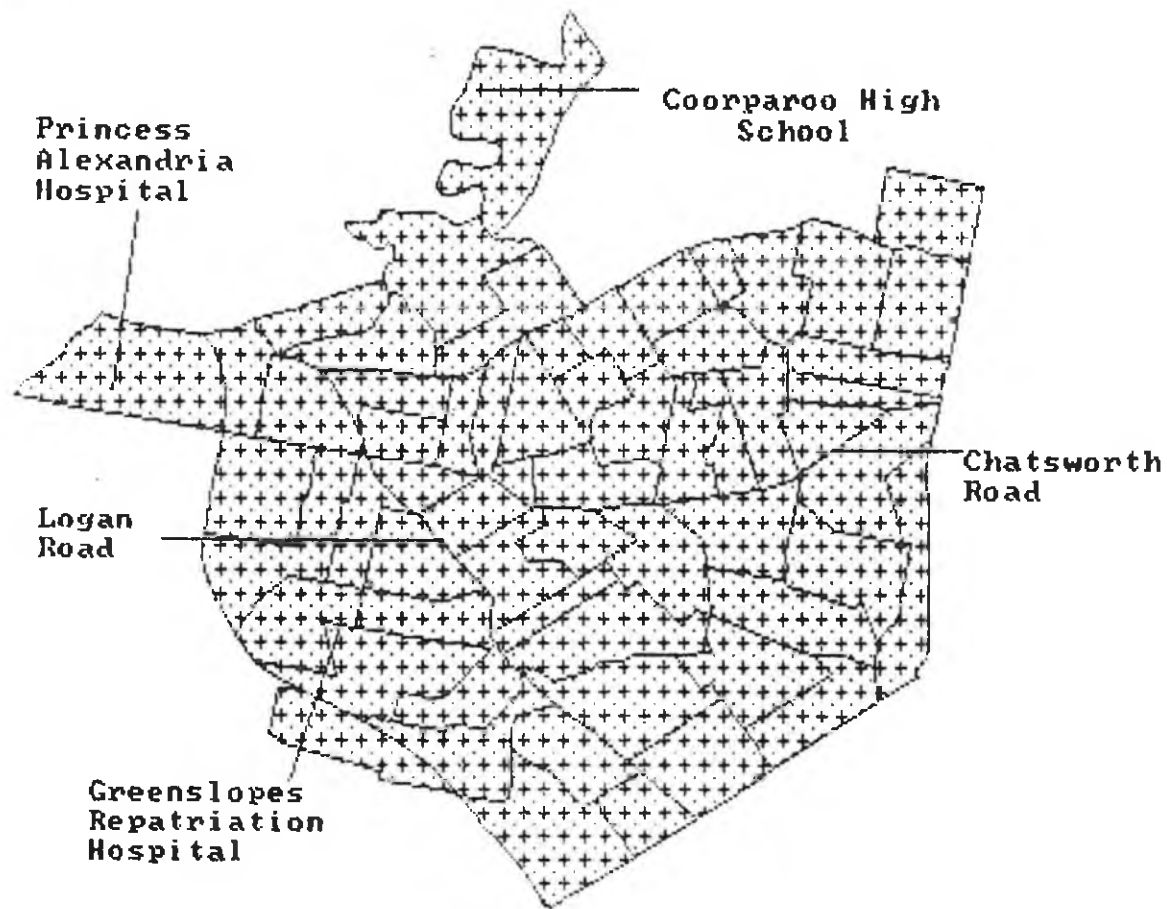 Coorparoo High
School
Princess
Alexandria
Hospital
Chatsworth
Road
Logan
Road
Greenslopes
Repatriation
Hospital